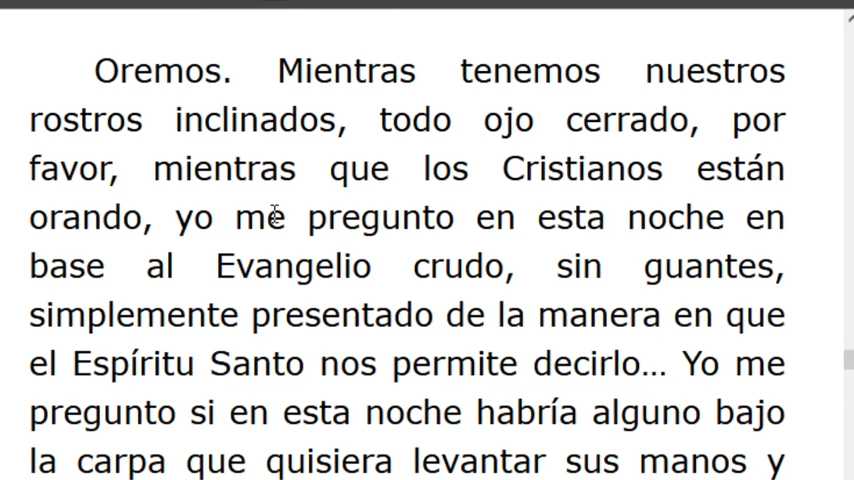 Oremos. Mientras tenemos nuestros
rostros inclinados, todo ojo cerrado, por
favor, mientras que los Cristianos están
orando, yo me pregunto en esta noche en
base al Evangelio crudo, sin guantes,
simplemente presentado de la manera en que
el Espíritu Santo nos permite decirlo... Yo me
pregunto si en esta noche habría alguno bajo
la carpa que quisiera levantar sus manos y